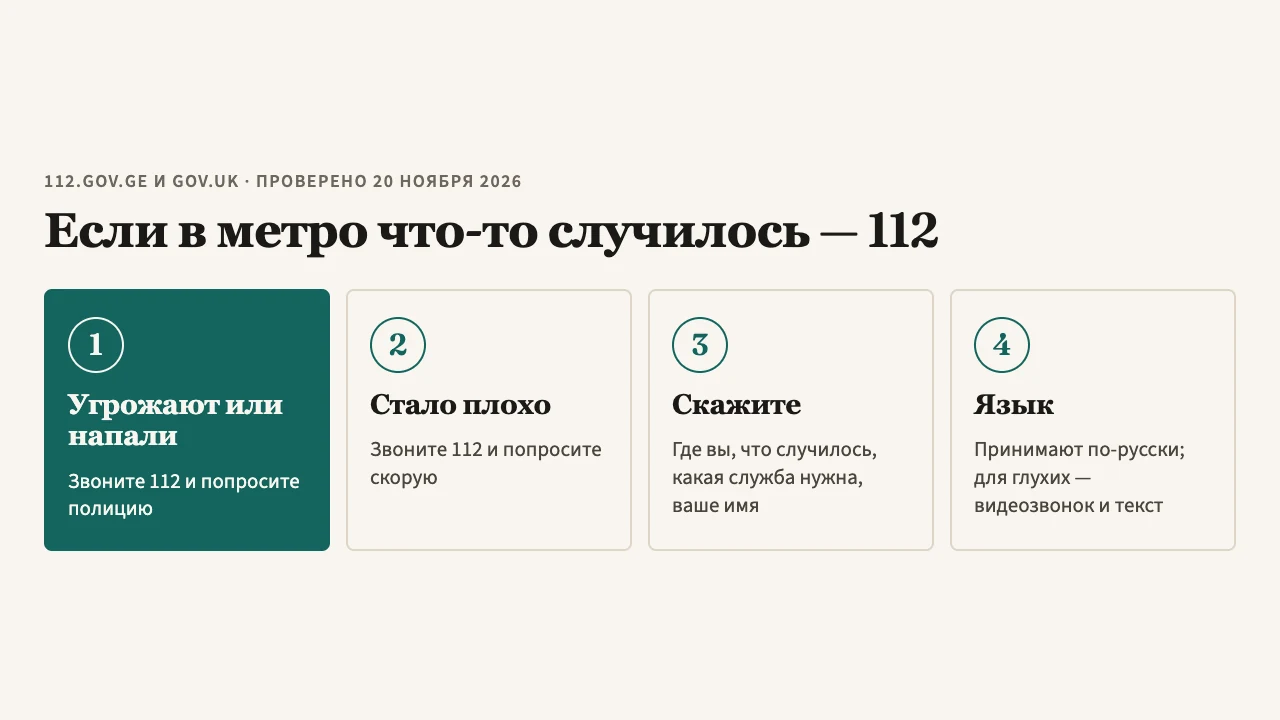 112.GOV.GE И GOV.UK · ПРОВЕРЕНО 20 НОЯБРЯ 2026
Если в метро что-то случилось — 112
1
Угрожают или
напали
Звоните 112 и попросите
полицию
2
Стало плохо
Звоните 112 и попросите
скорую
3
Скажите
Где вы, что случилось,
какая служба нужна,
ваше имя
4
Язык
Принимают по-русски;
для глухих —
видеозвонок и текст